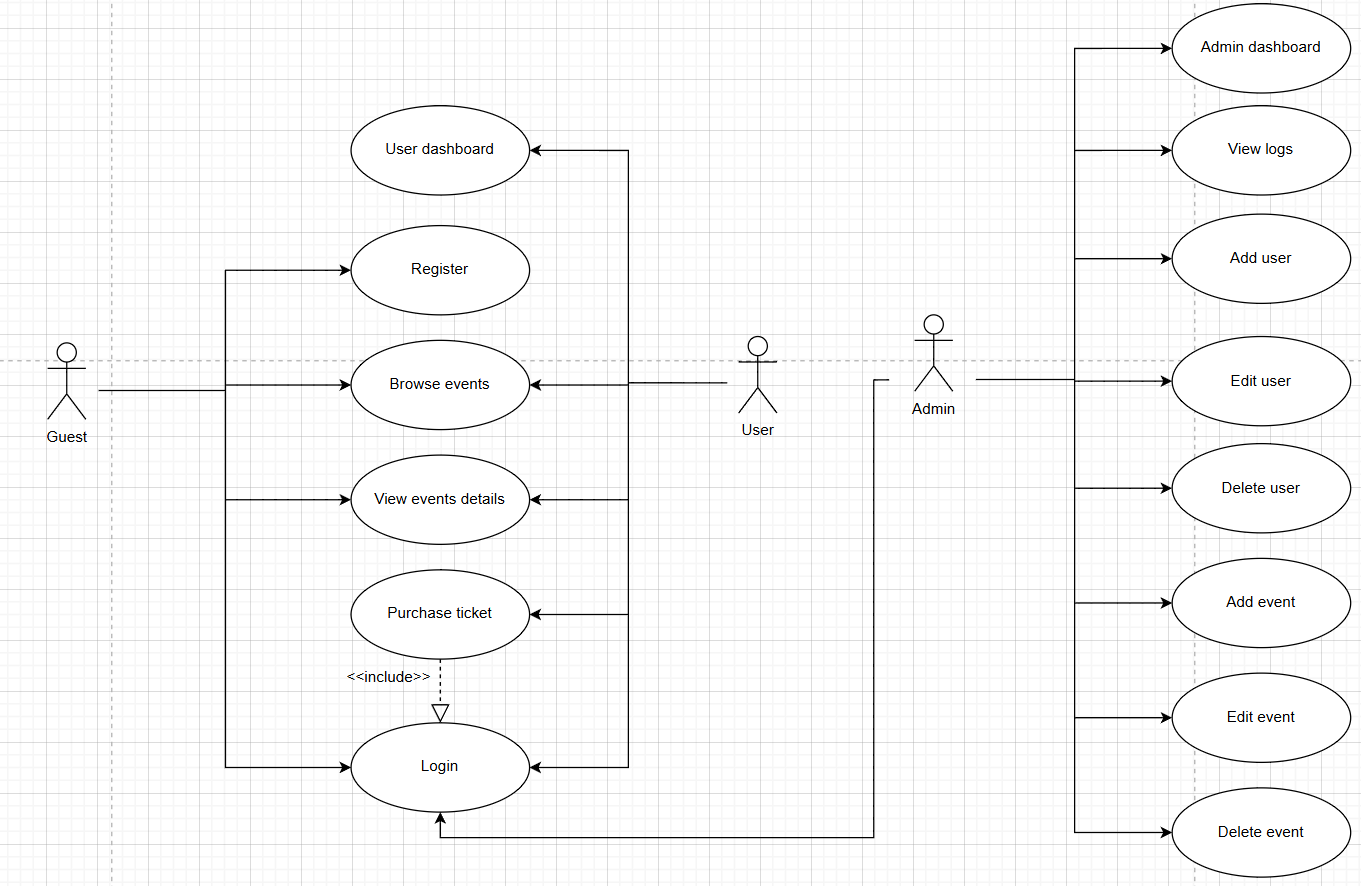 Admin dashboard
User dashboard
View logs
Register
Add user
Browse events
Edit user
Guest
User
Admin
View events details
Delete user
Purchase ticket
Add event
<<include>>
Login
Edit event
Delete event